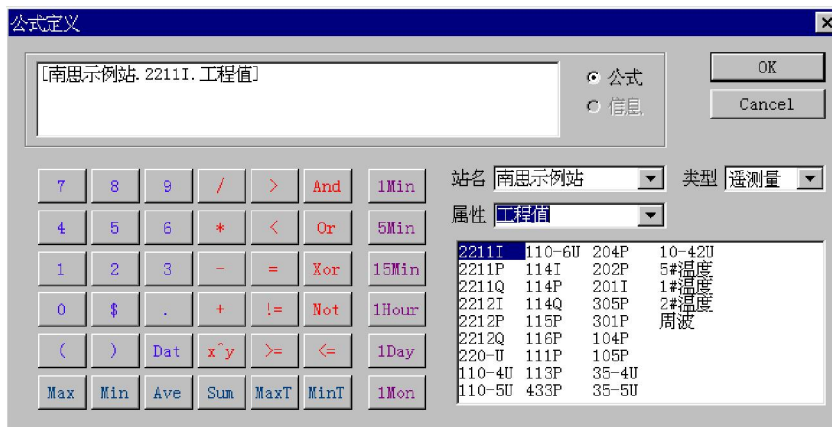 公式定义
[南思示例站.2211I.工程值]
公式
信息
OK
Cancel
7 8 9 / > And 1Min
4 5 6 * < Or 5Min
1 2 3 - = Xor 15Min
0 $ . + != Not 1Hour
( ) Dat x^y >= <= 1Day
Max Min Ave Sum MaxT MinT 1Mon
站名 南思示例站 类型 遥测量
属性 工程值
2211I 110-6U 204P 10-42U
2211P 114I 202P 5#温度
2211Q 114P 201I 1#温度
2212I 114Q 305P 2#温度
2212P 115P 301P 周波
2212Q 116P 104P
220-U 111P 105P
110-4U 113P 35-4U
110-5U 433P 35-5U